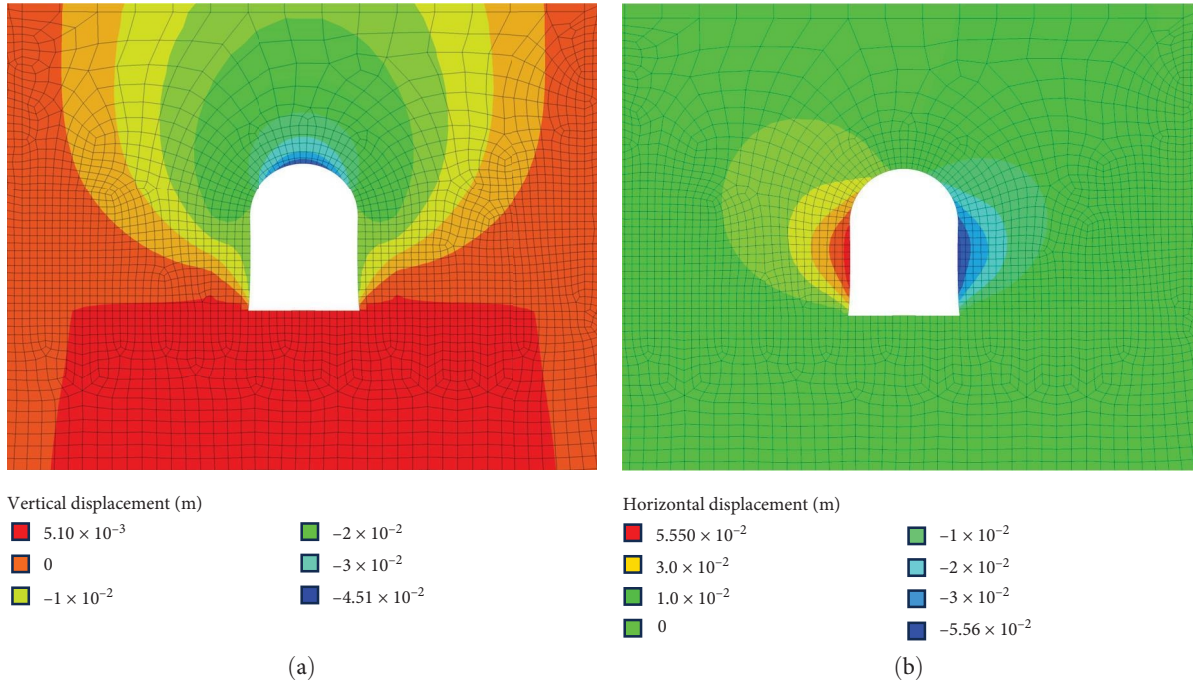 Vertical displacement (m)
5.10 × 10⁻³
0
–1 × 10⁻²
–2 × 10⁻²
–3 × 10⁻²
–4.51 × 10⁻²
(a)
Horizontal displacement (m)
5.550 × 10⁻²
3.0 × 10⁻²
1.0 × 10⁻²
0
–1 × 10⁻²
–2 × 10⁻²
–3 × 10⁻²
–5.56 × 10⁻²
(b)